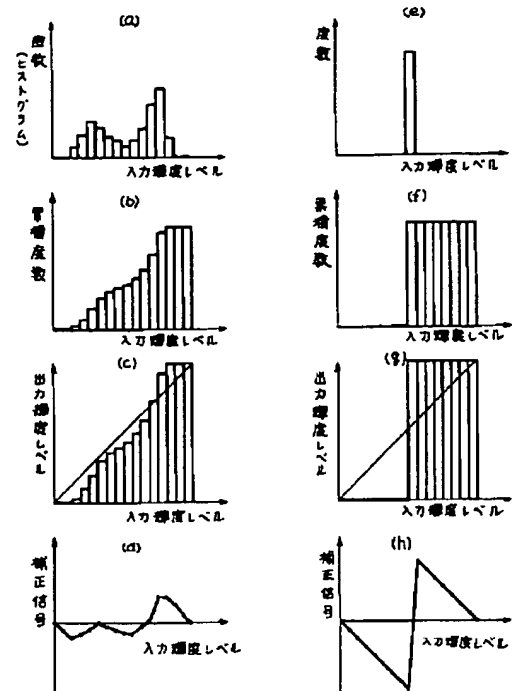 (a)
度数
(ヒストグラム)
入力輝度レベル
(b)
累積度数
入力輝度レベル
(c)
出力輝度レベル
入力輝度レベル
(d)
補正信号
入力輝度レベル
(e)
度数
入力輝度レベル
(f)
累積度数
入力輝度レベル
(g)
出力輝度レベル
入力輝度レベル
(h)
補正信号
入力輝度レベル